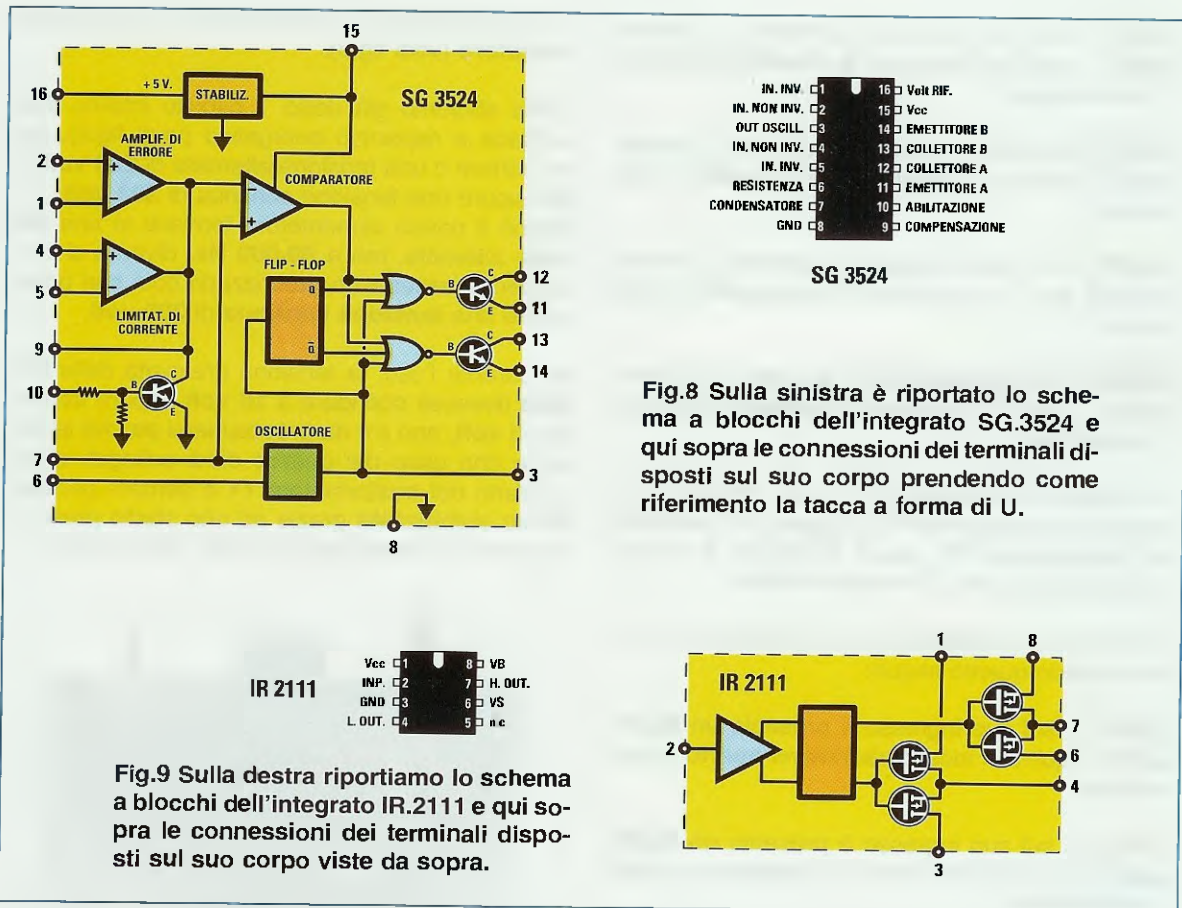 15
16
+ 5 V.
STABILIZ.
SG 3524
AMPLIF. DI
ERRORE
2
1
COMPARATORE
4
5
LIMITAT. DI
CORRENTE
FLIP - FLOP
Q
Q̅
B
C
E
12
11
B
C
E
13
14
9
10
B
C
E
OSCILLATORE
7
6
3
8
IN. INV. 1 16 Volt RIF.
IN. NON INV. 2 15 Vcc
OUT OSCILL. 3 14 EMETTITORE B
IN. NON INV. 4 13 COLLETTORE B
IN. INV. 5 12 COLLETTORE A
RESISTENZA 6 11 EMETTITORE A
CONDENSATORE 7 10 ABILITAZIONE
GND 8 9 COMPENSAZIONE
SG 3524
Fig.8 Sulla sinistra è riportato lo sche-
ma a blocchi dell'integrato SG.3524 e
quí sopra le connessioni dei terminali di-
sposti sul suo corpo prendendo come
riferimento la tacca a forma di U.
IR 2111
Vcc 1 8 VB
INP. 2 7 H. OUT.
GND 3 6 VS
L. OUT. 4 5 n c
Fig.9 Sulla destra riportiamo lo schema
a blocchi dell'integrato IR.2111 e qui so-
pra le connessioni dei terminali dispo-
sti sul suo corpo viste da sopra.
1
8
IR 2111
2
7
6
4
3